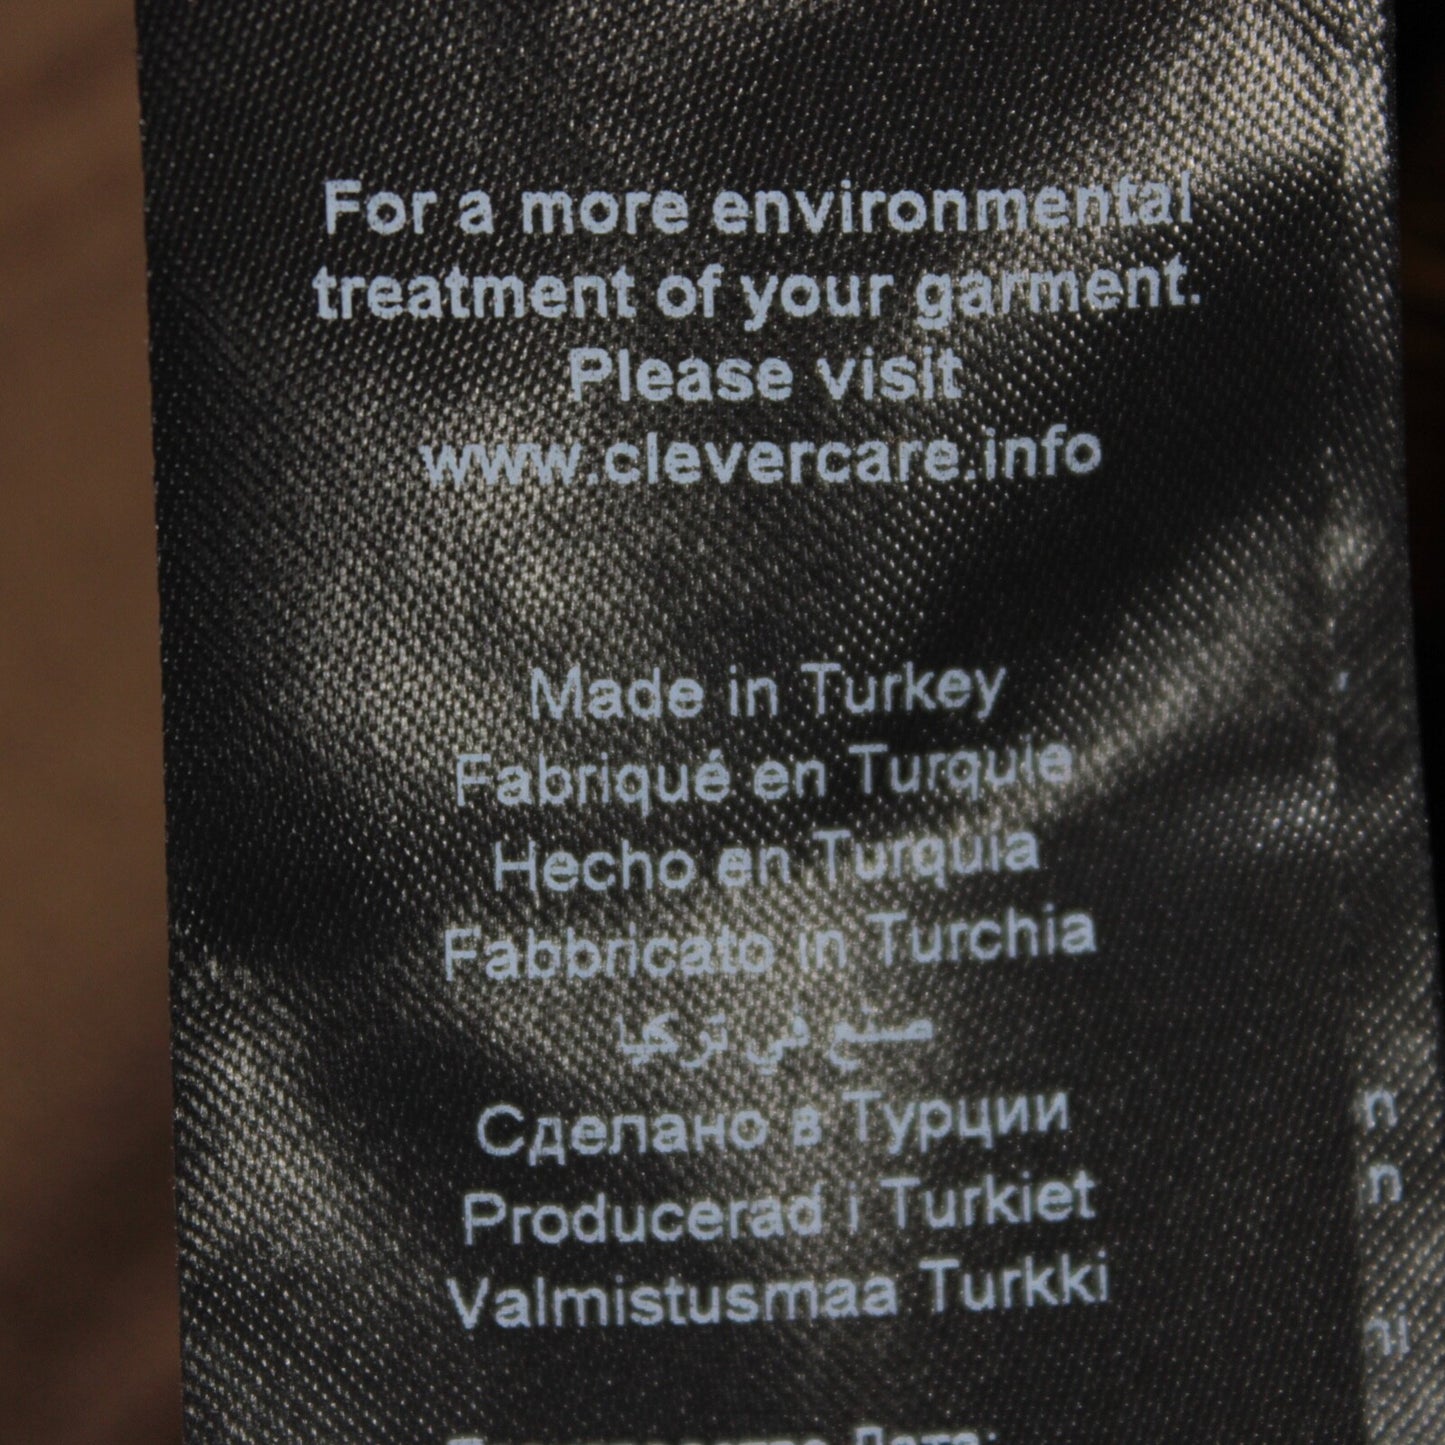 For a more environmental
treatment of your garment.
Please visit
www.clevercare.info
Made in Turkey
Fabriqué en Turquie
Hecho en Turquia
Fabbricato in Turchia
صنع في تركيا
Сделано в Турции
Producerad i Turkiet
Valmistusmaa Turkki
Дата: